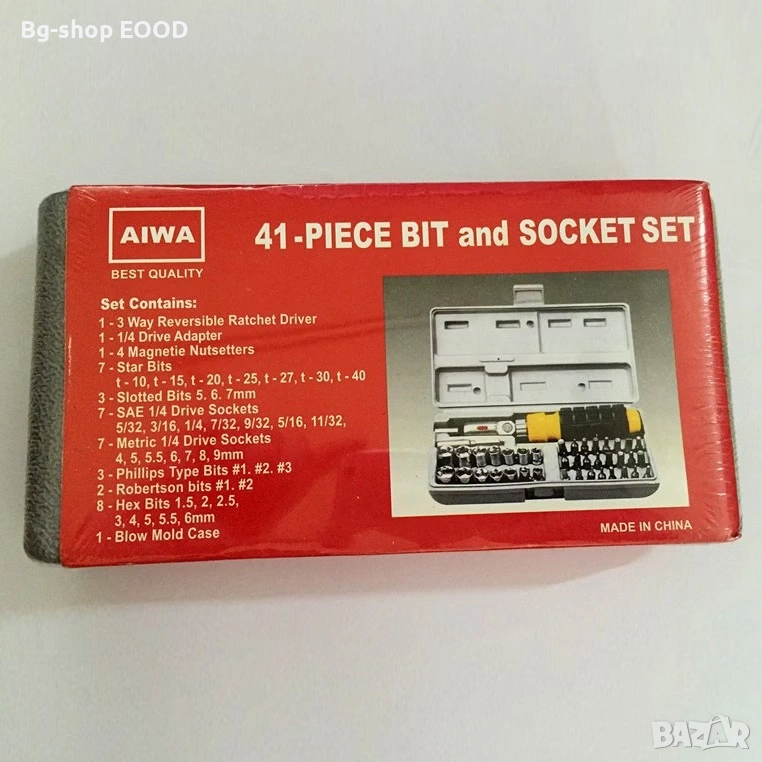 Bg-shop EOOD
AIWA
BEST QUALITY
41-PIECE BIT and SOCKET SET
Set Contains:
1 - 3 Way Reversible Ratchet Driver
1 - 1/4 Drive Adapter
1 - 4 Magnetie Nutsetters
7 - Star Bits
t - 10, t - 15, t - 20, t - 25, t - 27, t - 30, t - 40
3 - Slotted Bits 5. 6. 7mm
7 - SAE 1/4 Drive Sockets
5/32, 3/16, 1/4, 7/32, 9/32, 5/16, 11/32,
7 - Metric 1/4 Drive Sockets
4, 5, 5.5, 6, 7, 8, 9mm
3 - Phillips Type Bits #1. #2. #3
2 - Robertson bits #1. #2
8 - Hex Bits 1.5, 2, 2.5,
3, 4, 5, 5.5, 6mm
1 - Blow Mold Case
MADE IN CHINA
BAZAR